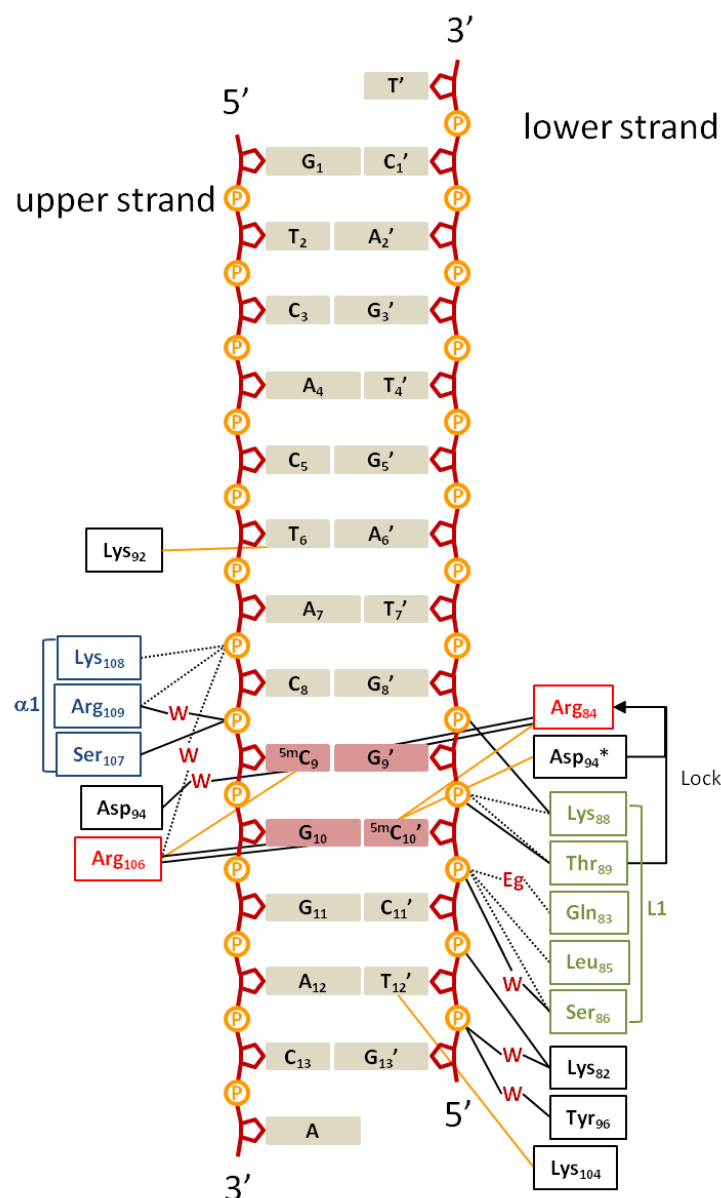 3’
T’
5’
lower strand
G₁ C₁’
upper strand
P
P
P
T₂ A₂’
P
P
C₃ G₃’
P
P
A₄ T₄’
P
P
C₅ G₅’
P
P
Lys₉₂
T₆ A₆’
P
P
A₇ T₇’
P
P
Lys₁₀₈
C₈ G₈’
α1
Arg₁₀₉
W
P
P
Arg₈₄
Ser₁₀₇
W
⁵ᵐC₉ G₉’
Asp₉₄*
W
Lock
Asp₉₄
P
P
Lys₈₈
Arg₁₀₆
G₁₀ ⁵ᵐC₁₀’
Thr₈₉
P
P
Eg
G₁₁ C₁₁’
Gln₈₃
L1
P
P
Leu₈₅
A₁₂ T₁₂’
W
Ser₈₆
P
P
W
Lys₈₂
C₁₃ G₁₃’
P
W
Tyr₉₆
5’
A
3’
Lys₁₀₄